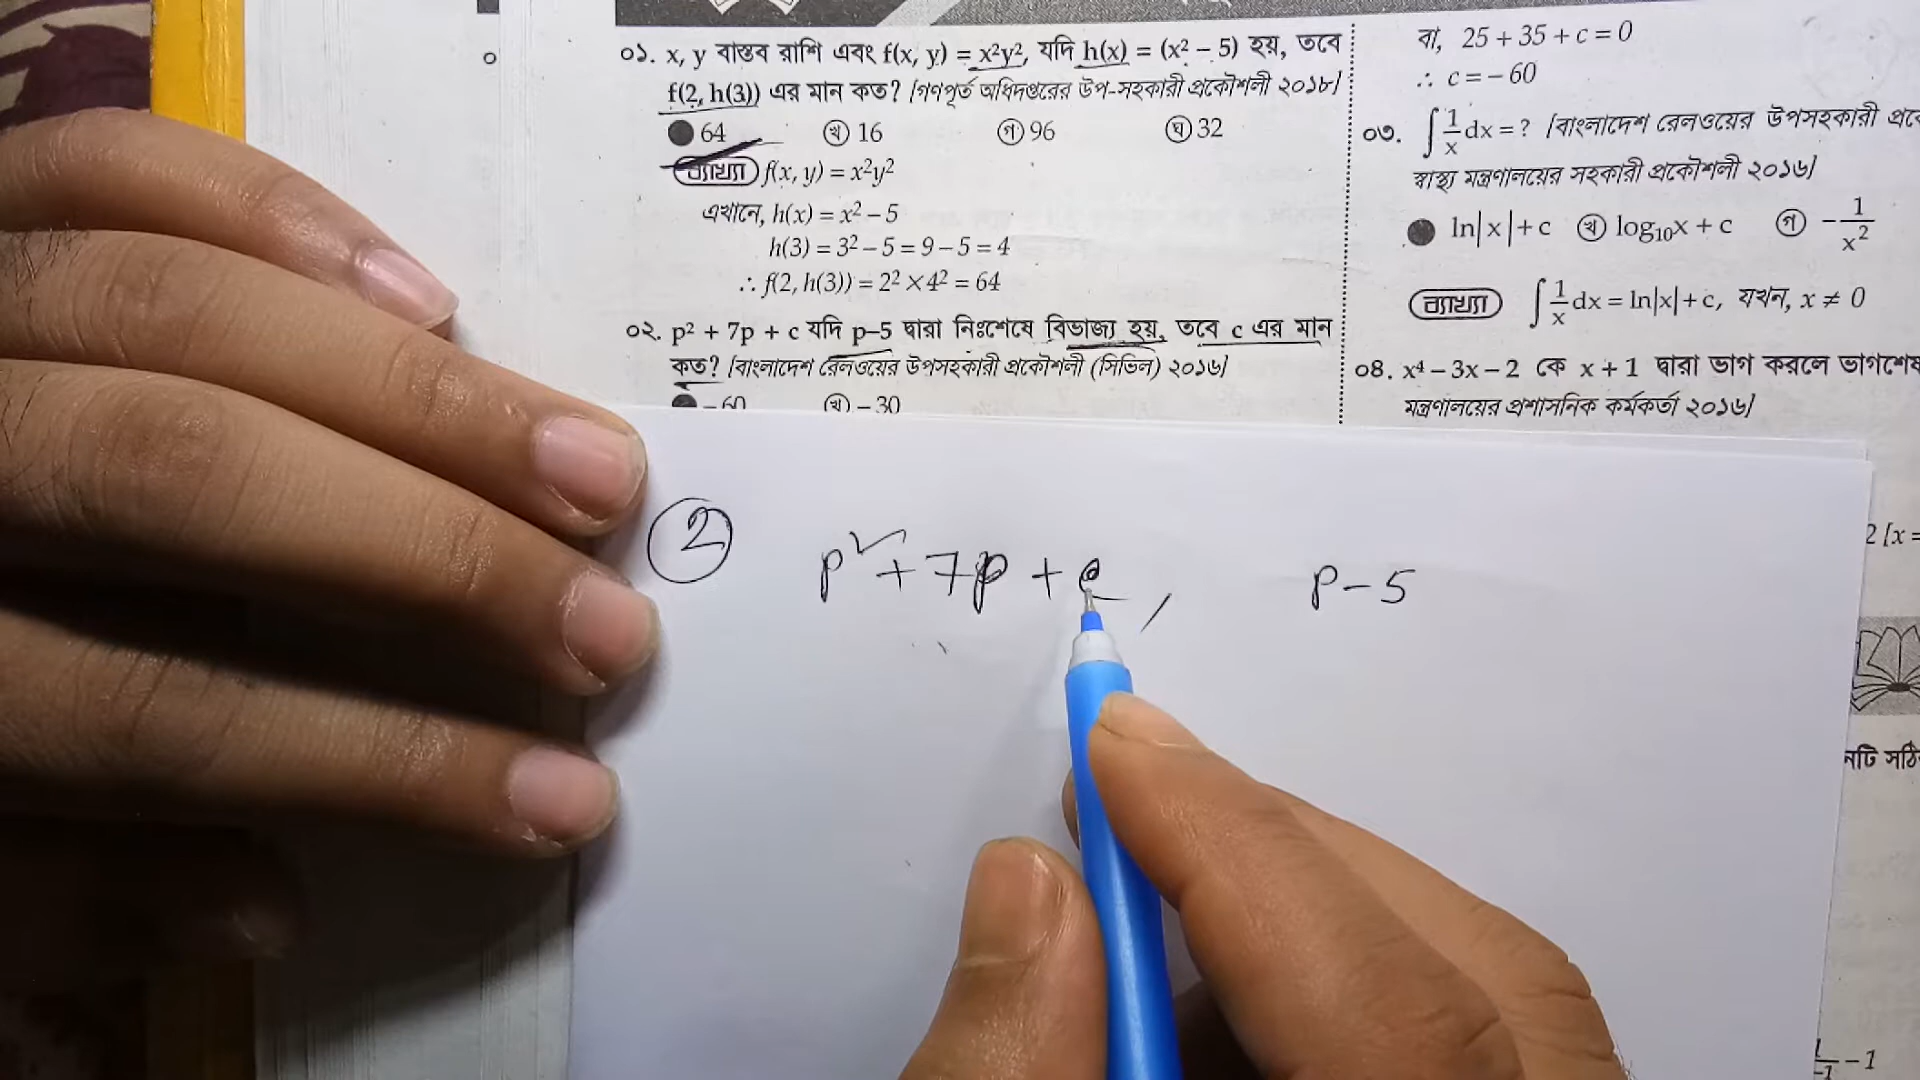 ০১. x, y বাস্তব রাশি এবং f(x, y) = x²y², যদি h(x) = (x² – 5) হয়, তবে
f(2, h(3)) এর মান কত? [গণপূর্ত অধিদপ্তরের উপ-সহকারী প্রকৌশলী ২০১৮]
64 খ 16 গ 96 ঘ 32
ব্যাখ্যা f(x, y) = x²y²
এখানে, h(x) = x² – 5
h(3) = 3² – 5 = 9 – 5 = 4
∴ f(2, h(3)) = 2² × 4² = 64
০২. p² + 7p + c যদি p–5 দ্বারা নিঃশেষে বিভাজ্য হয়, তবে c এর মান
কত? [বাংলাদেশ রেলওয়ের উপসহকারী প্রকৌশলী (সিভিল) ২০১৬]
– 60 খ – 30
বা, 25 + 35 + c = 0
∴ c = – 60
০৩. ∫ 1/x dx = ? [বাংলাদেশ রেলওয়ের উপসহকারী
স্বাস্থ্য মন্ত্রণালয়ের সহকারী প্রকৌশলী ২০১৬]
ln|x| + c খ log₁₀x + c গ – 1/x²
ব্যাখ্যা ∫ 1/x dx = ln|x| + c, যখন, x ≠ 0
০৪. x⁴ – 3x – 2 কে x + 1 দ্বারা ভাগ করলে ভাগশেষ
মন্ত্রণালয়ের প্রশাসনিক কর্মকর্তা ২০১৬]
2 p² + 7p + c, p – 5
2 [x =
নটি
– 1